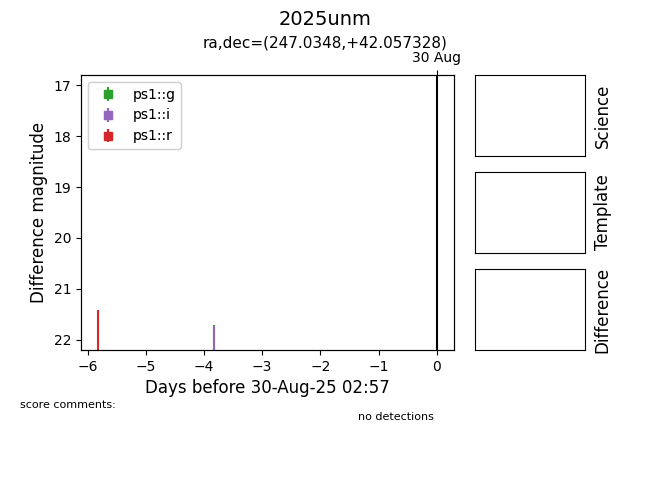 2025unm
ra,dec=(247.0348,+42.057328)
30 Aug
ps1::g
ps1::i
ps1::r
17
18
19
20
21
22
Difference magnitude
−6 −5 −4 −3 −2 −1 0
Days before 30-Aug-25 02:57
Science
Template
Difference
score comments:
no detections